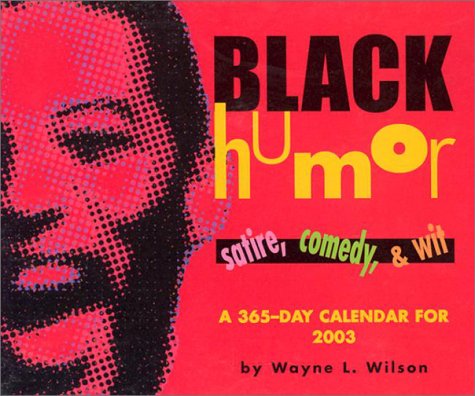 BLACK
humor
satire, comedy, & wit
A 365-DAY CALENDAR FOR
2003
by Wayne L. Wilson